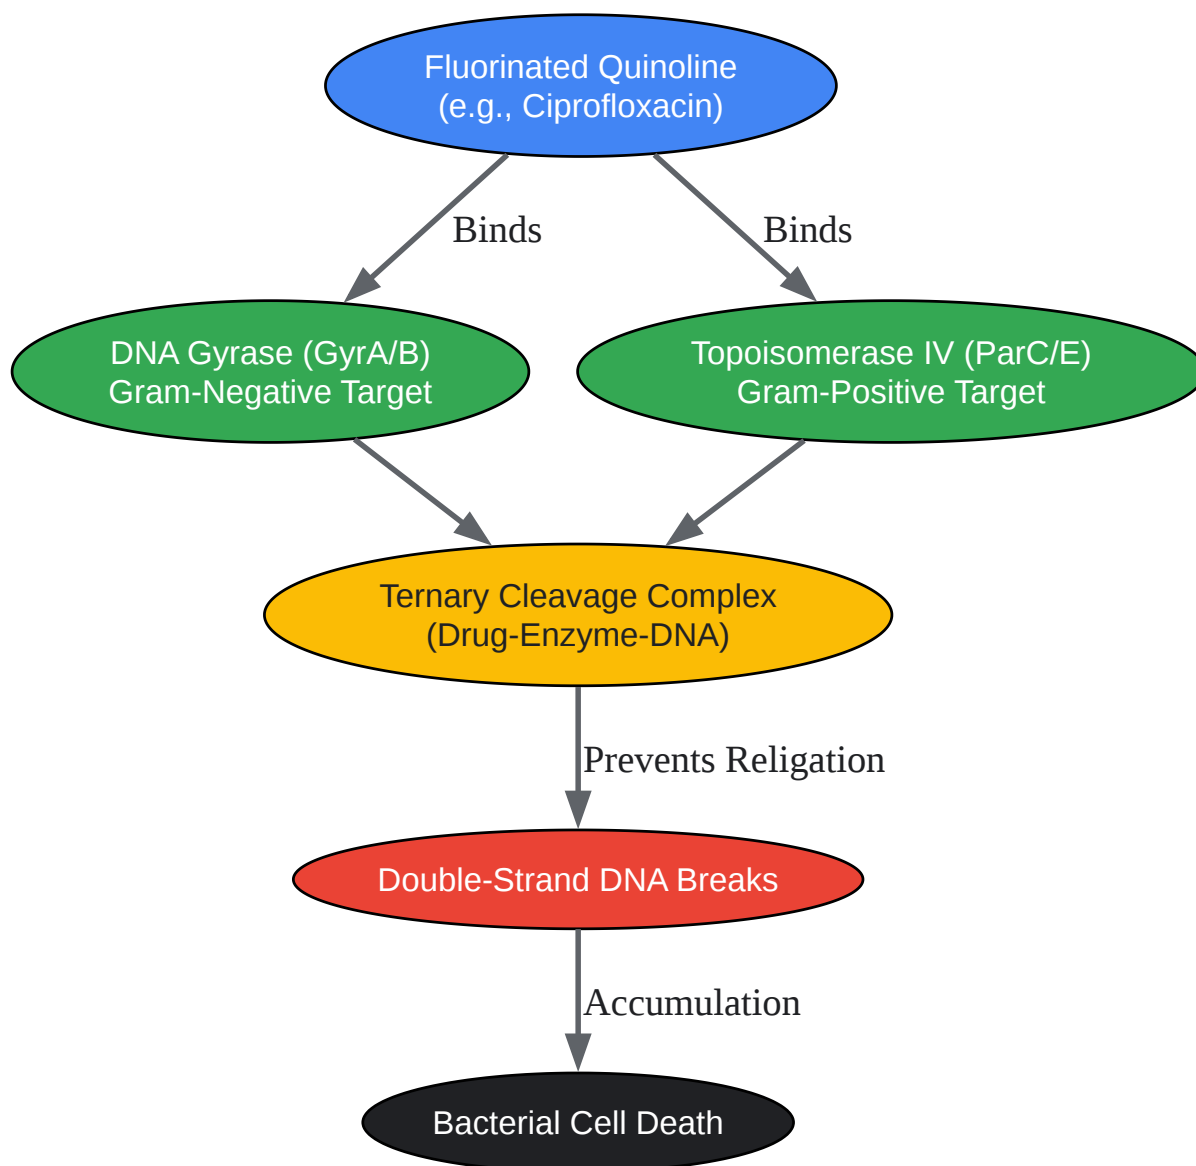 Fluorinated Quinoline
(e.g., Ciprofloxacin)
Binds
Binds
DNA Gyrase (GyrA/B)
Gram-Negative Target
Topoisomerase IV (ParC/E)
Gram-Positive Target
Ternary Cleavage Complex
(Drug-Enzyme-DNA)
Prevents Religation
Double-Strand DNA Breaks
Accumulation
Bacterial Cell Death